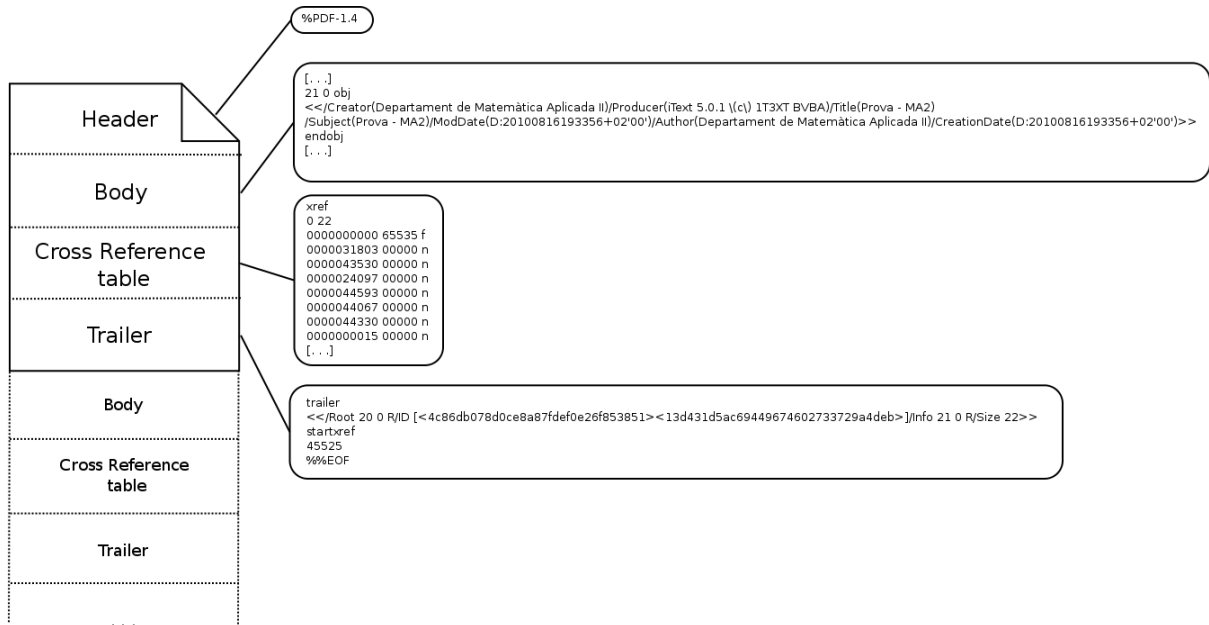 %PDF-1.4
Header
Body
Cross Reference
table
Trailer
Body
Cross Reference
table
Trailer
[. . .]
21 0 obj
<</Creator(Departament de Matemàtica Aplicada II)/Producer(iText 5.0.1 \(c\) 1T3XT BVBA)/Title(Prova - MA2)
/Subject(Prova - MA2)/ModDate(D:20100816193356+02'00')/Author(Departament de Matemàtica Aplicada II)/CreationDate(D:20100816193356+02'00')>>
endobj
[. . .]
xref
0 22
0000000000 65535 f
0000031803 00000 n
0000043530 00000 n
0000024097 00000 n
0000044593 00000 n
0000044067 00000 n
0000044330 00000 n
0000000015 00000 n
[. . .]
trailer
<</Root 20 0 R/ID [<4c86db078d0ce8a87fdef0e26f853851><13d431d5ac69449674602733729a4deb>]/Info 21 0 R/Size 22>>
startxref
45525
%%EOF